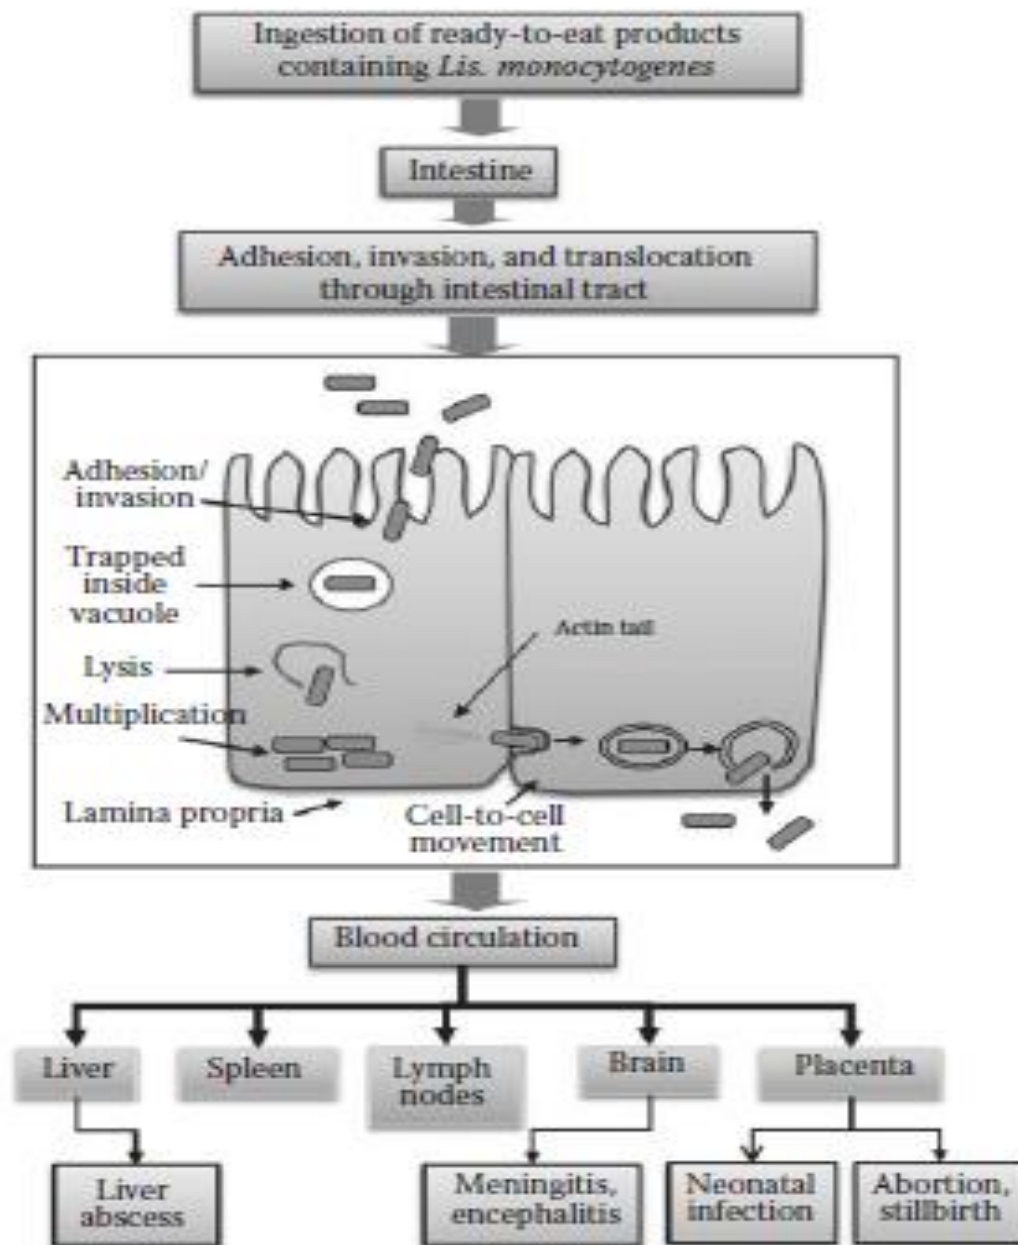 Ingestion of ready-to-eat products
containing Lis. monocytogenes
Intestine
Adhesion, invasion, and translocation
through intestinal tract
Adhesion/
invasion
Trapped
inside
vacuole
Actin tail
Lysis
Multiplication
Lamina propria
Cell-to-cell
movement
Blood circulation
Liver
Spleen
Lymph
nodes
Brain
Placenta
Liver
abscess
Meningitis,
encephalitis
Neonatal
infection
Abortion,
stillbirth